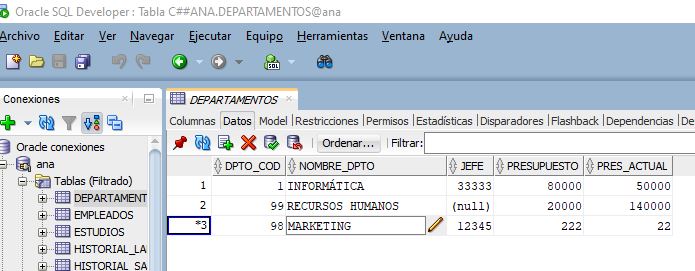 Oracle SQL Developer : Tabla C##ANA.DEPARTAMENTOS@ana
Archivo Editar Ver Navegar Ejecutar Equipo Herramientas Ventana Ayuda
SQL
Conexiones
DEPARTAMENTOS
Columnas Datos Model Restricciones Permisos Estadísticas Disparadores Flashback Dependencias De
Ordenar... Filtrar:
Oracle conexiones
ana
Tablas (Filtrado)
DEPARTAMENT
EMPLEADOS
ESTUDIOS
HISTORIAL_LA
HISTORIAL_SA
DPTO_COD NOMBRE_DPTO JEFE PRESUPUESTO PRES_ACTUAL
1 1 INFORMÁTICA 33333 80000 50000
2 99 RECURSOS HUMANOS (null) 20000 140000
*3 98 MARKETING 12345 222 22